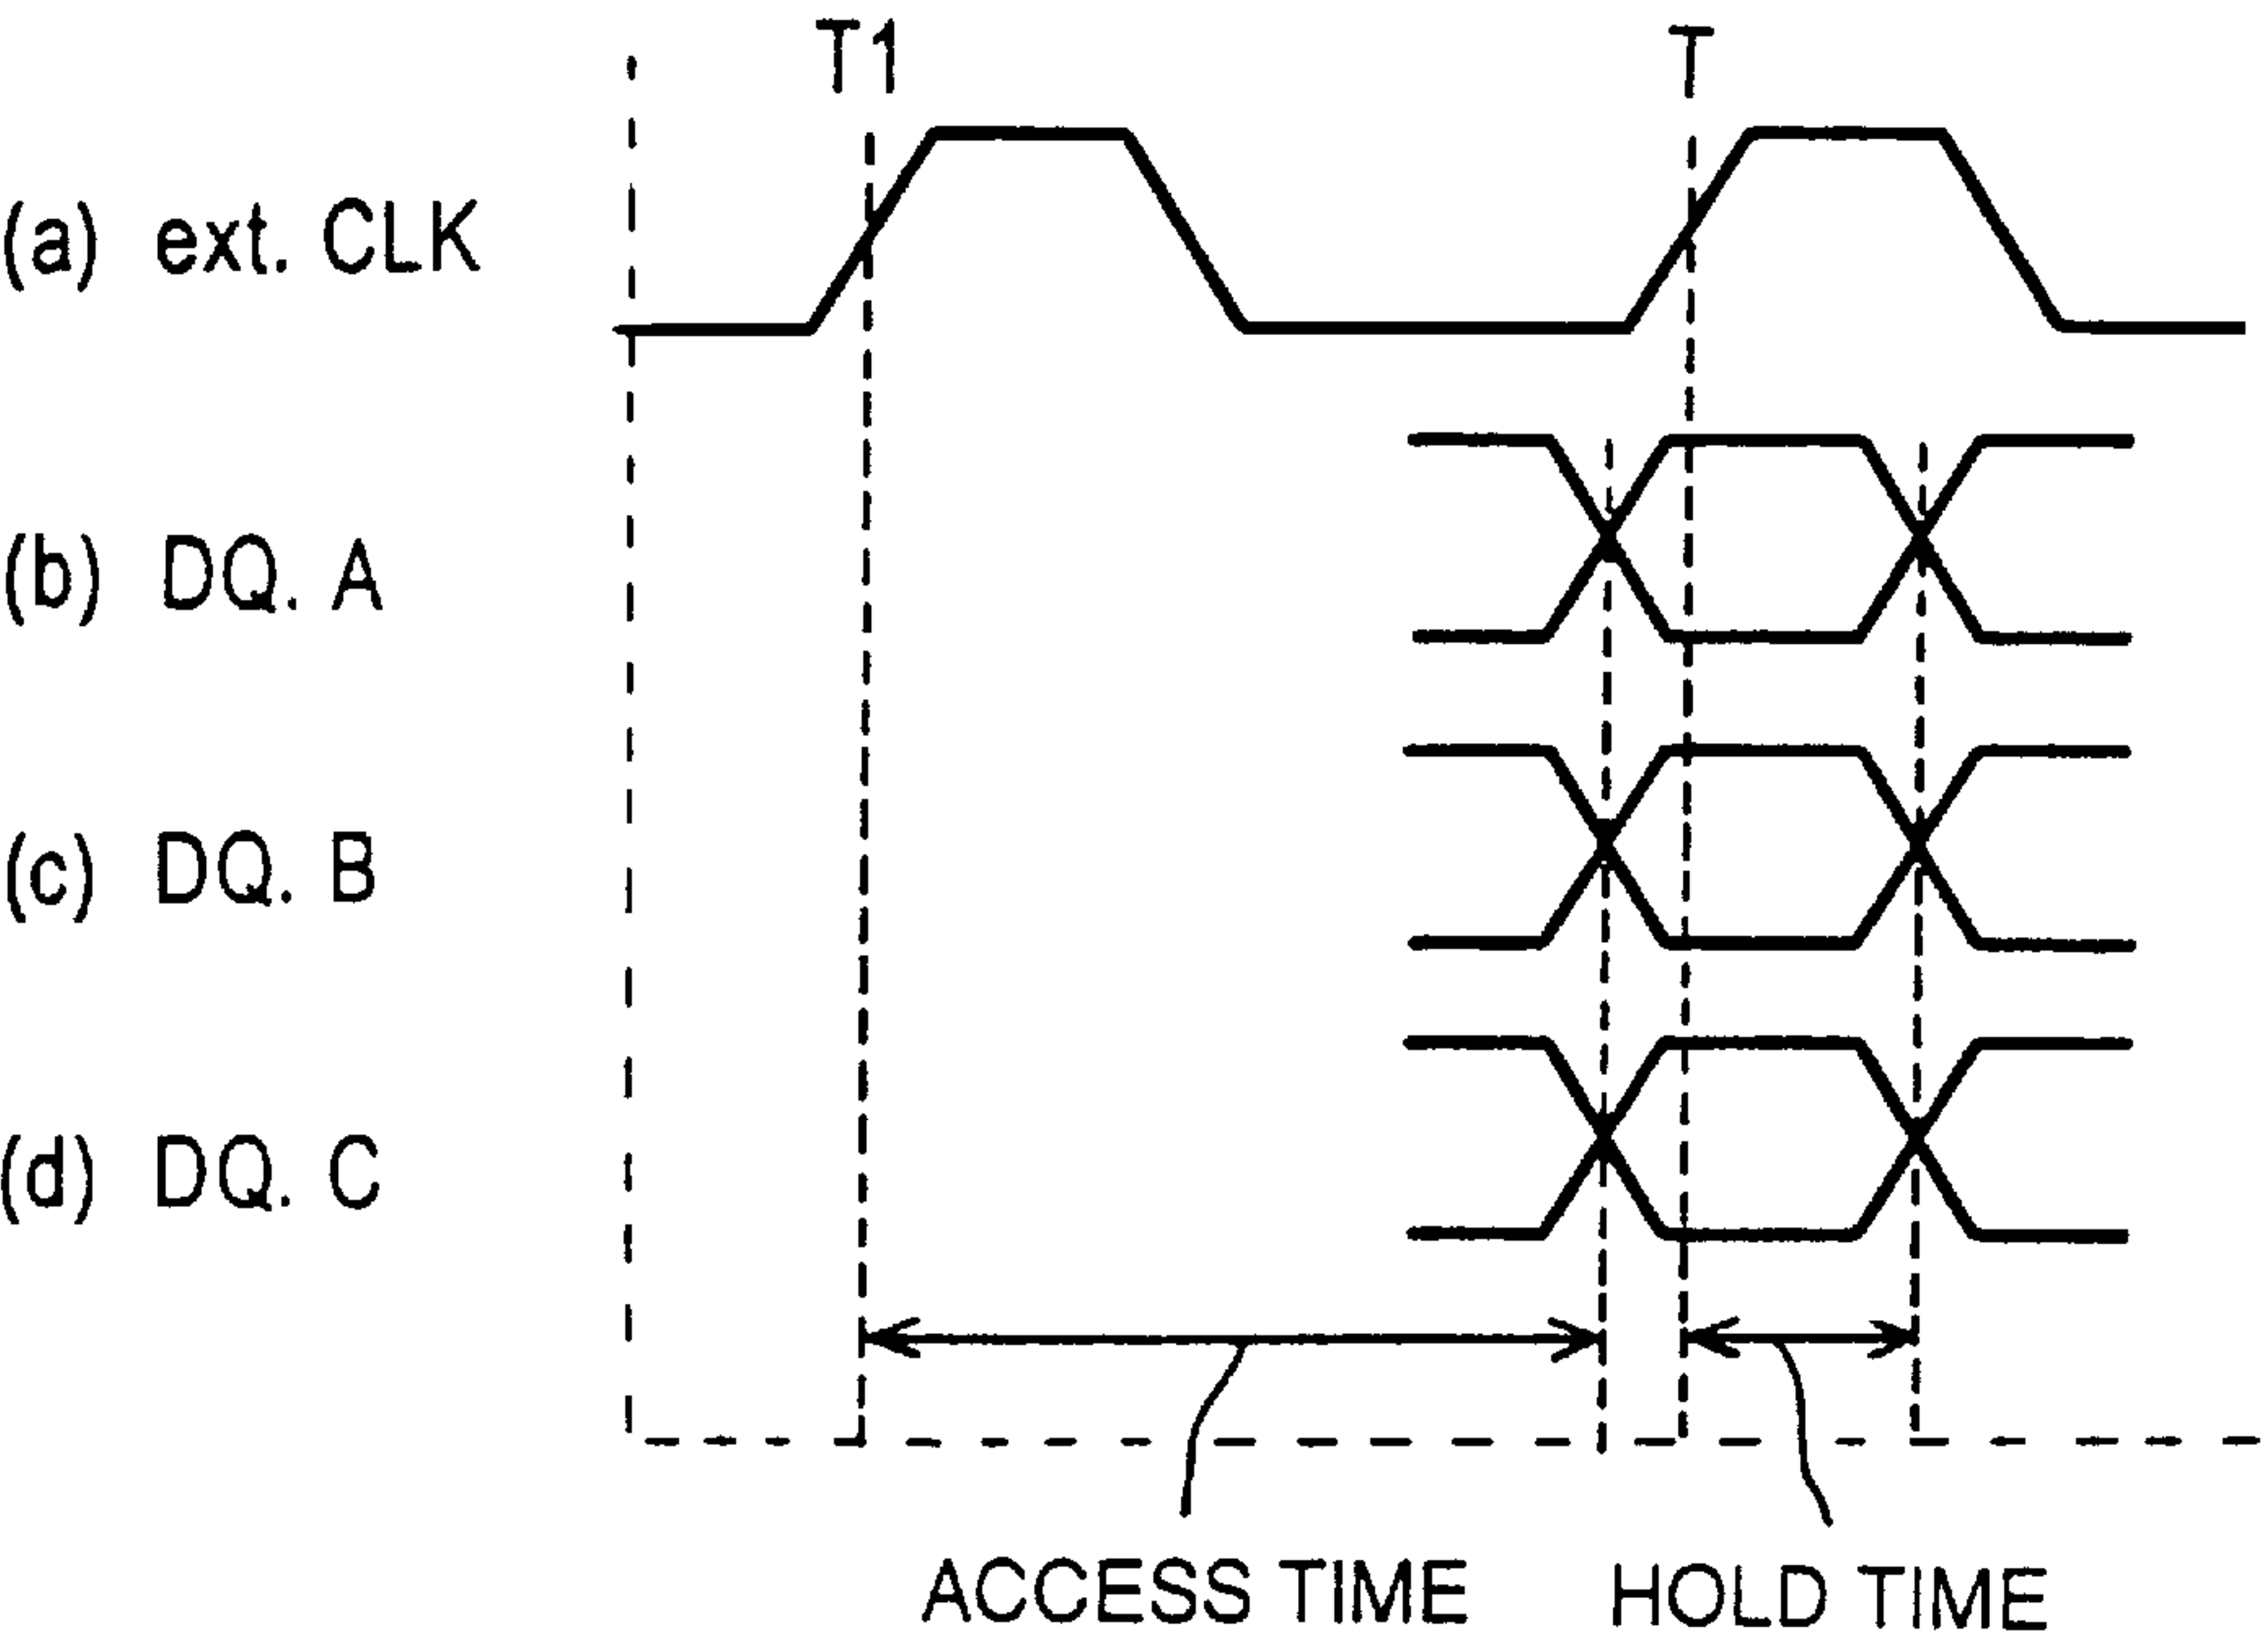 T1 T
(a) ext. CLK
(b) DQ. A
(c) DQ. B
(d) DQ. C
ACCESS TIME HOLD TIME